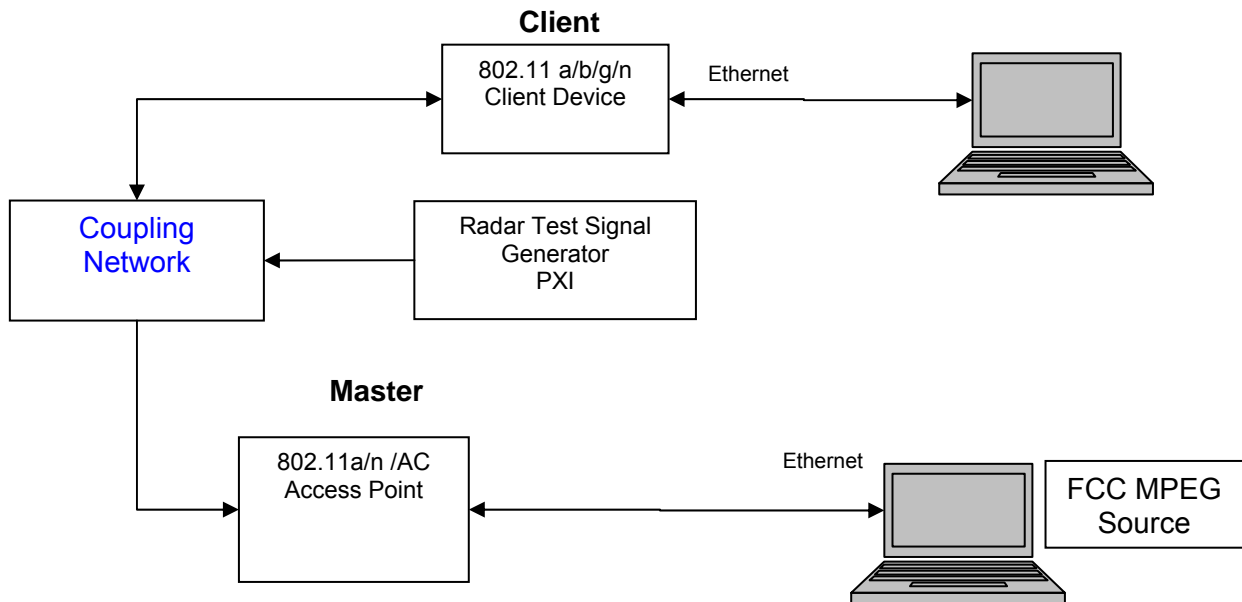 Client
802.11 a/b/g/n
Client Device
Ethernet
Coupling
Network
Radar Test Signal
Generator
PXI
Master
802.11a/n /AC
Access Point
Ethernet
FCC MPEG
Source